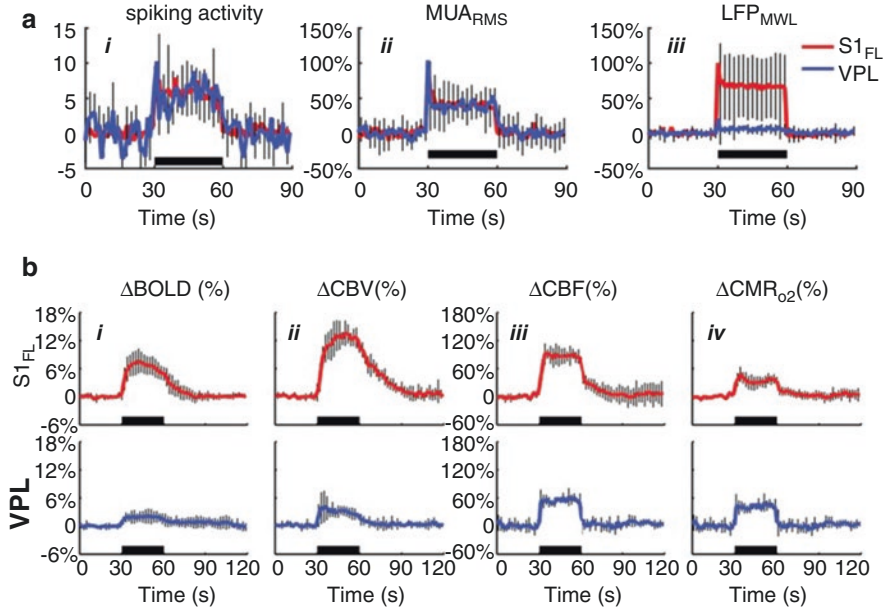 a
spiking activity
MUA_RMS
LFP_MWL
i
ii
iii
S1_FL
VPL
15
10
5
0
-5
150%
100%
50%
0
-50%
150%
100%
50%
0
-50%
0 30 60 90
0 30 60 90
0 30 60 90
Time (s)
Time (s)
Time (s)
b
ΔBOLD (%)
ΔCBV(%)
ΔCBF(%)
ΔCMR_o2(%)
i
ii
iii
iv
S1_FL
18%
12%
6%
0
-6%
180%
120%
60%
0
-60%
VPL
18%
12%
6%
0
-6%
180%
120%
60%
0
-60%
0 30 60 90 120
0 30 60 90 120
0 30 60 90 120
0 30 60 90 120
Time (s)
Time (s)
Time (s)
Time (s)